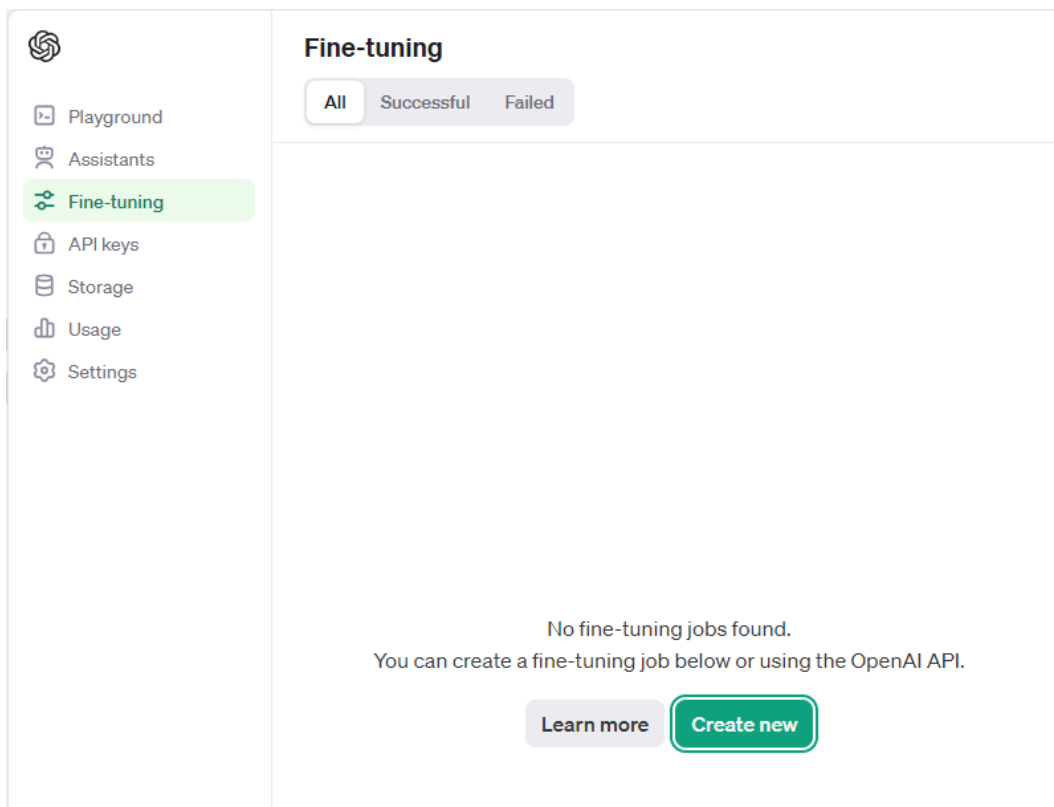 Playground
Assistants
Fine-tuning
API keys
Storage
Usage
Settings
Fine-tuning
All Successful Failed
No fine-tuning jobs found.
You can create a fine-tuning job below or using the OpenAI API.
Learn more Create new